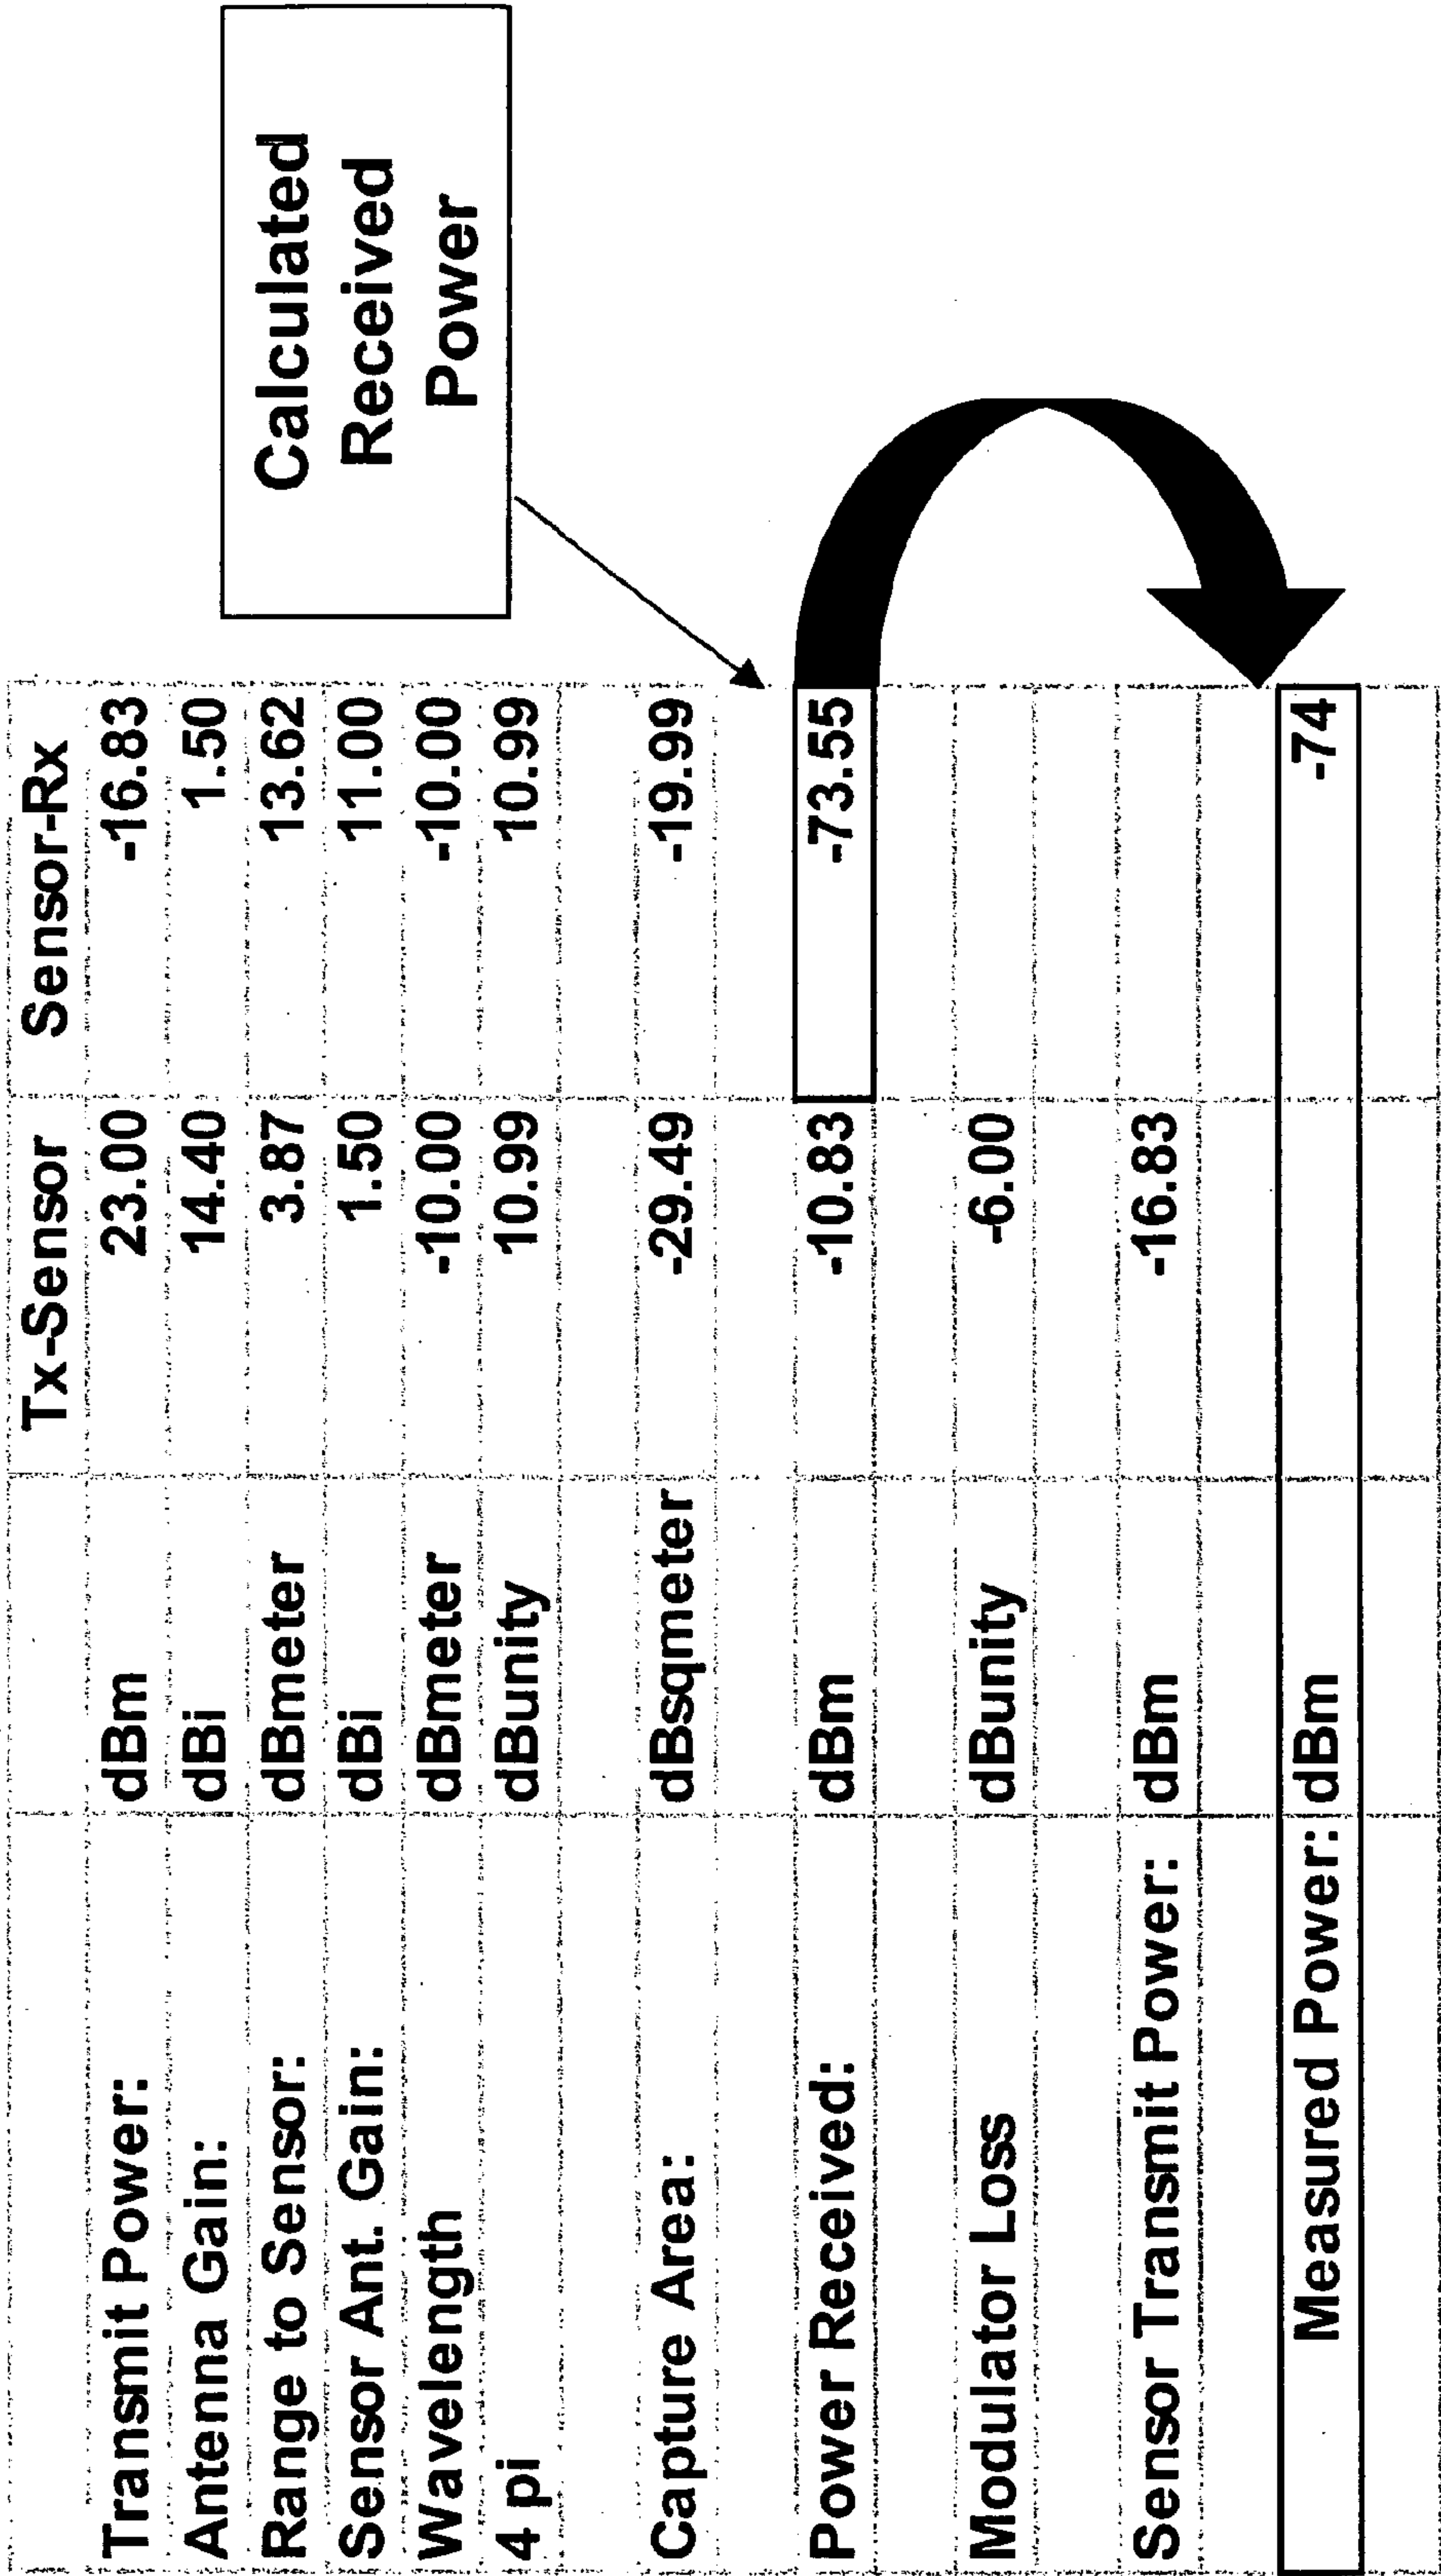 Tx-Sensor Sensor-Rx
Transmit Power: dBm 23.00 -16.83
Antenna Gain: dBi 14.40 1.50
Range to Sensor: dBmeter 3.87 13.62
Sensor Ant. Gain: dBi 1.50 11.00
Wavelength dBmeter -10.00 -10.00
4 pi dBunity 10.99 10.99
Capture Area: dBsqmeter -29.49 -19.99
Power Received: dBm -10.83 -73.55
Modulator Loss dBunity -6.00
Sensor Transmit Power: dBm -16.83
Measured Power: dBm -74
Calculated
Received
Power